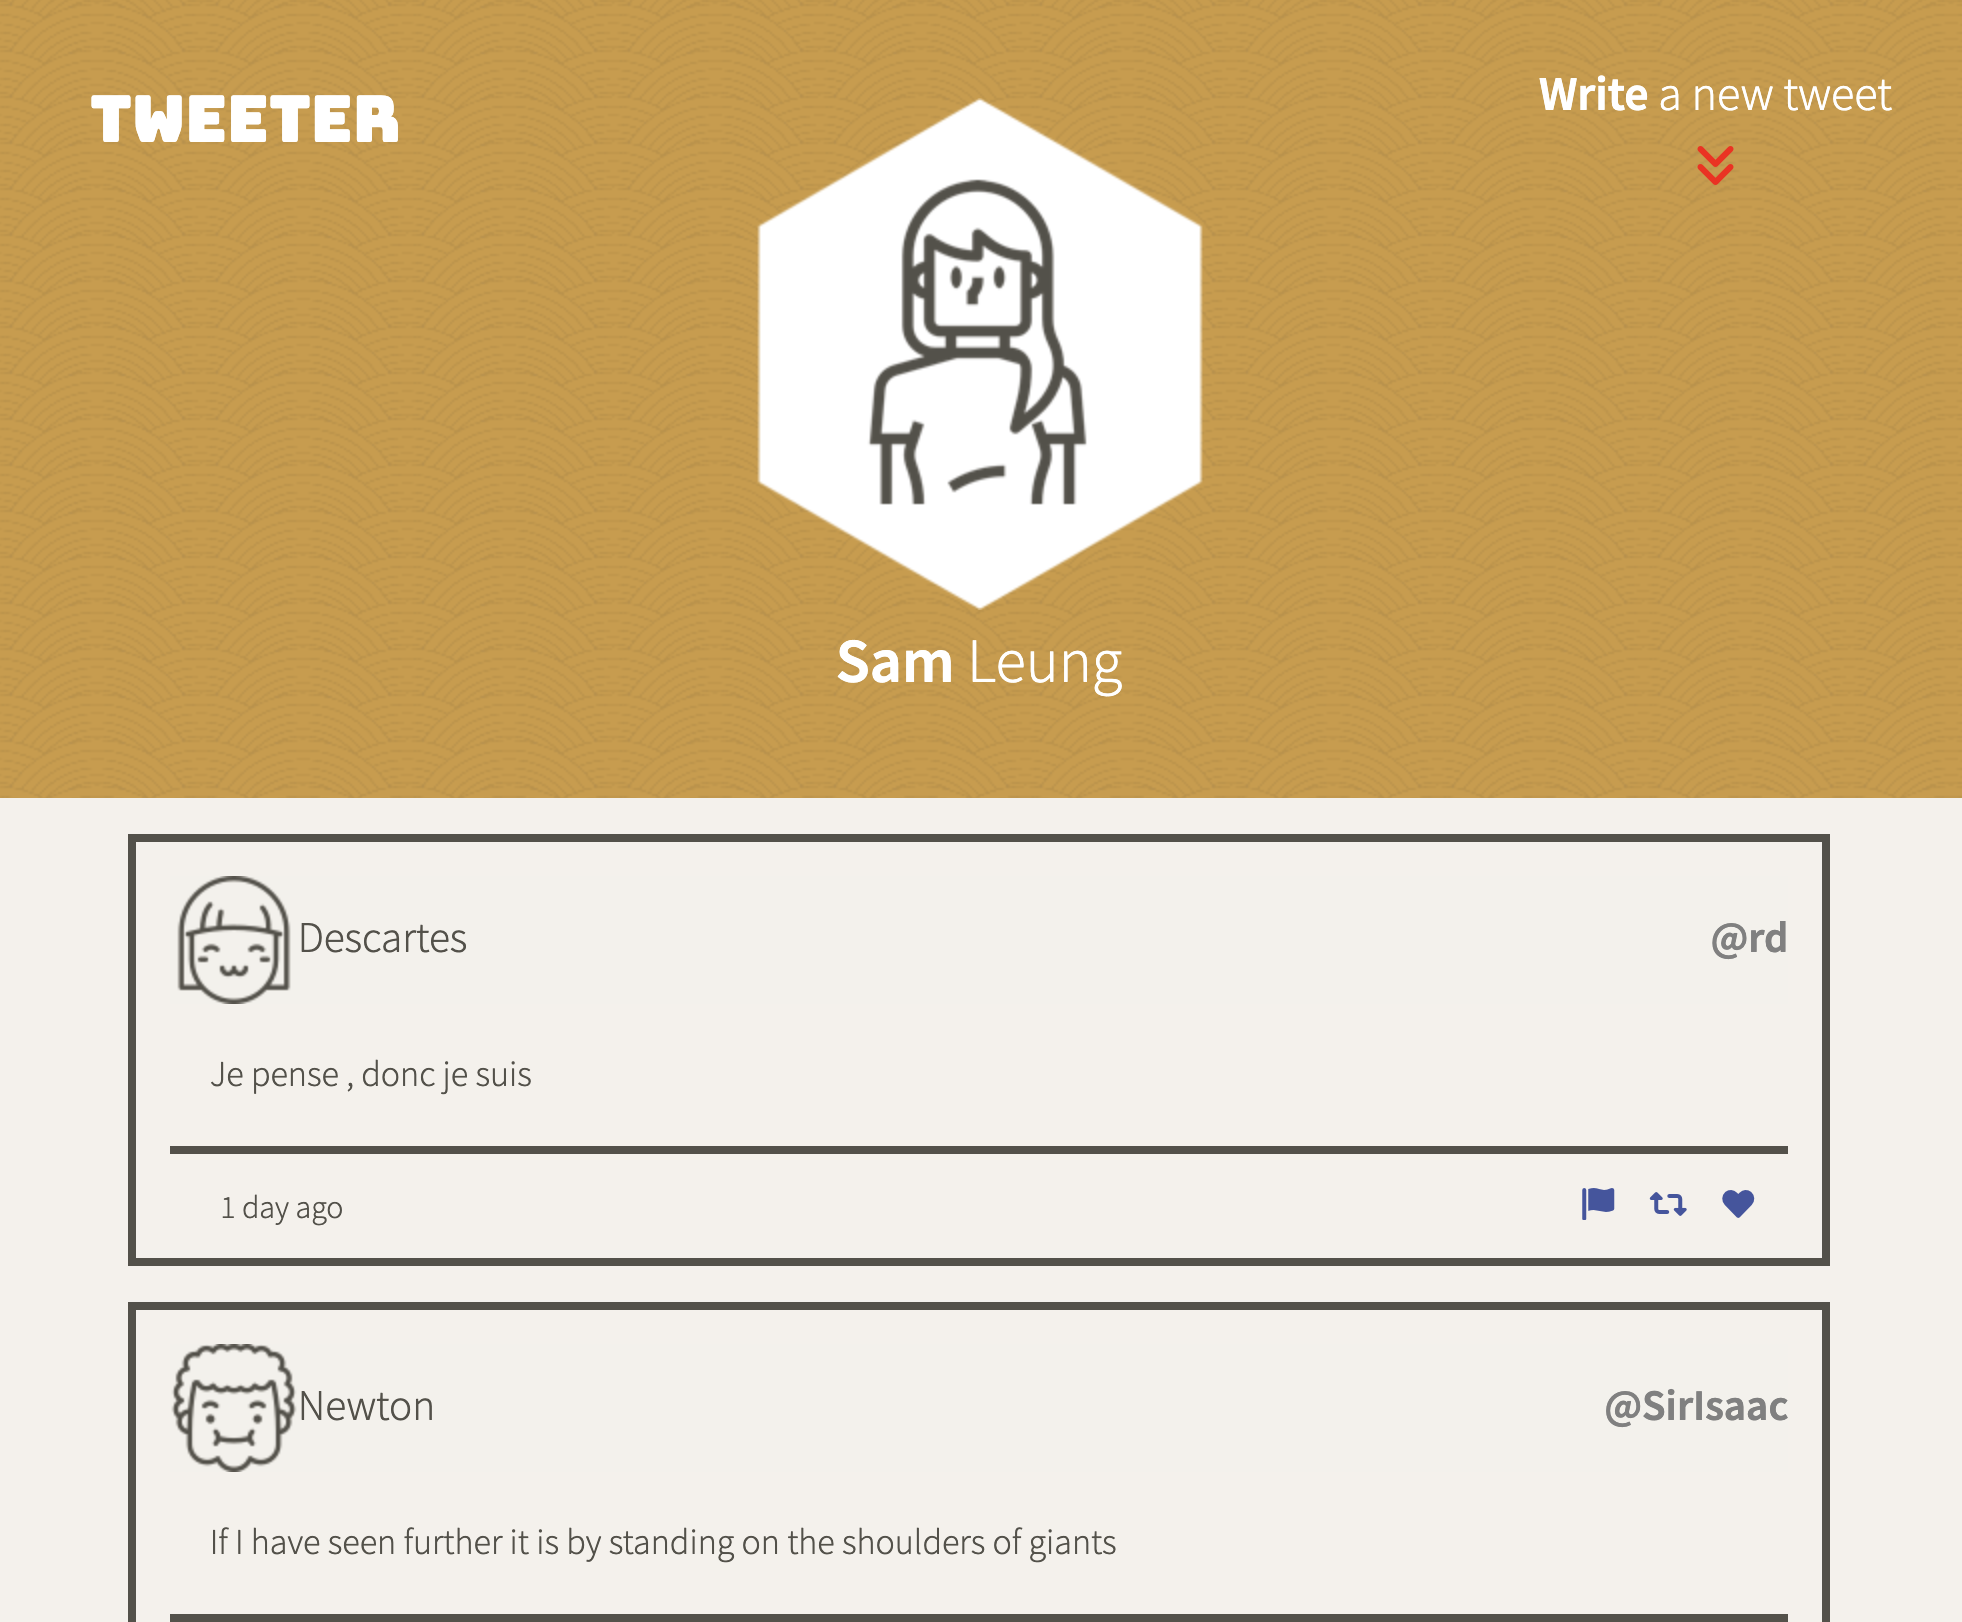 TWEETER
Write a new tweet
Sam Leung
Descartes
@rd
Je pense , donc je suis
1 day ago
Newton
@SirIsaac
If I have seen further it is by standing on the shoulders of giants